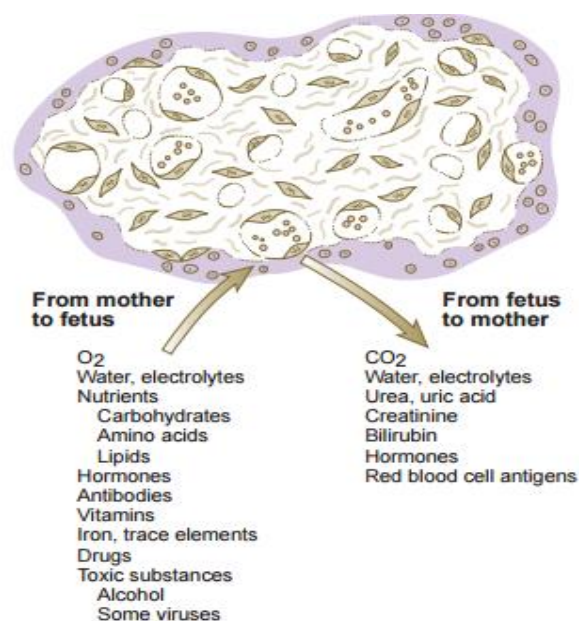 From mother
to fetus
O2
Water, electrolytes
Nutrients
Carbohydrates
Amino acids
Lipids
Hormones
Antibodies
Vitamins
Iron, trace elements
Drugs
Toxic substances
Alcohol
Some viruses
From fetus
to mother
CO2
Water, electrolytes
Urea, uric acid
Creatinine
Bilirubin
Hormones
Red blood cell antigens